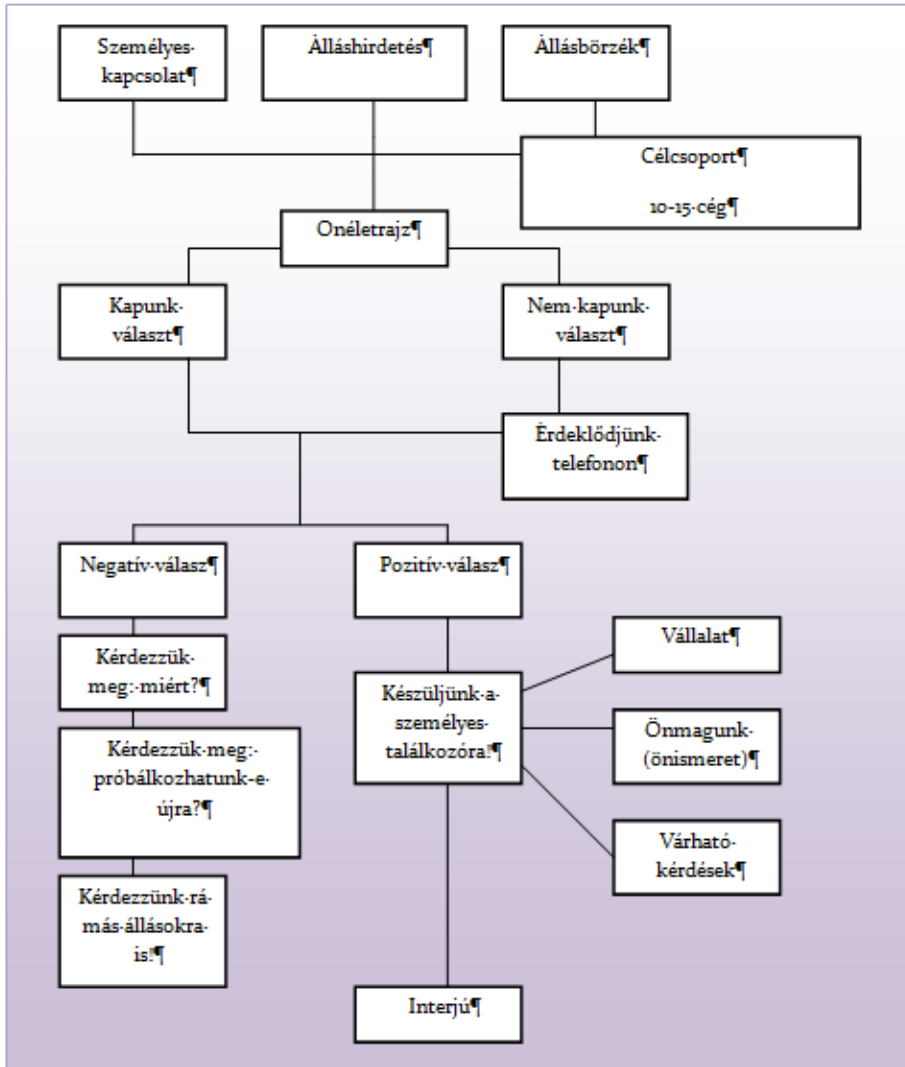 Személyes·
kapcsolat¶
Álláshirdetés¶
Állásbörzék¶
Célcsoport¶
10-15·cég¶
Önéletrajz¶
Kapunk·
választ¶
Nem·kapunk·
választ¶
Érdeklődjünk·
telefonon¶
Negatív·válasz¶
Pozitív·válasz¶
Kérdezzük·
meg:·miért?¶
Kérdezzük·meg:·
próbálkozhatunk-e·
újra?¶
Kérdezzünk·rá·
más·állásokra·
is!¶
Készüljünk·a·
személyes·
találkozóra!¶
Vállalat¶
Önmagunk·
(önismeret)¶
Várható·
kérdések¶
Interjú¶